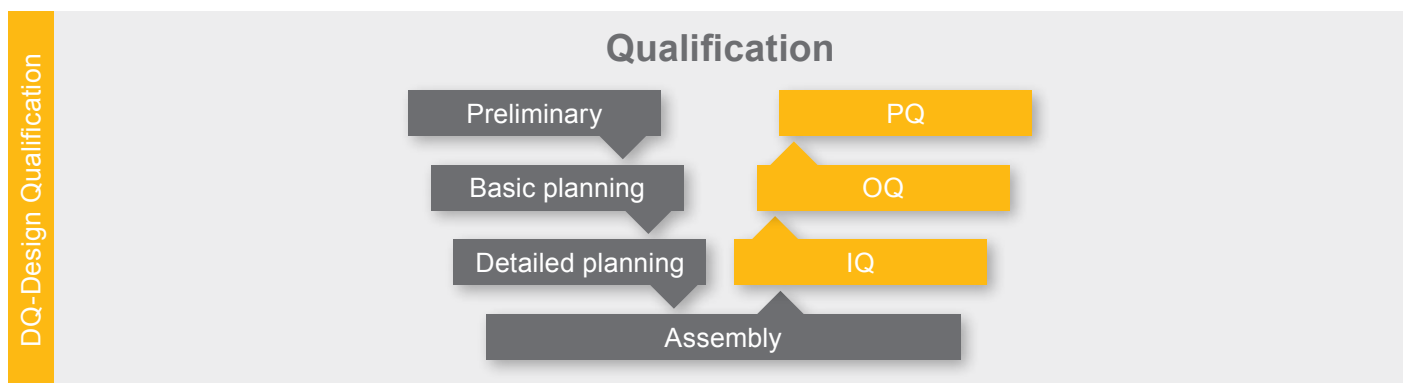 DQ-Design Qualification
Qualification
Preliminary
PQ
Basic planning
OQ
Detailed planning
IQ
Assembly